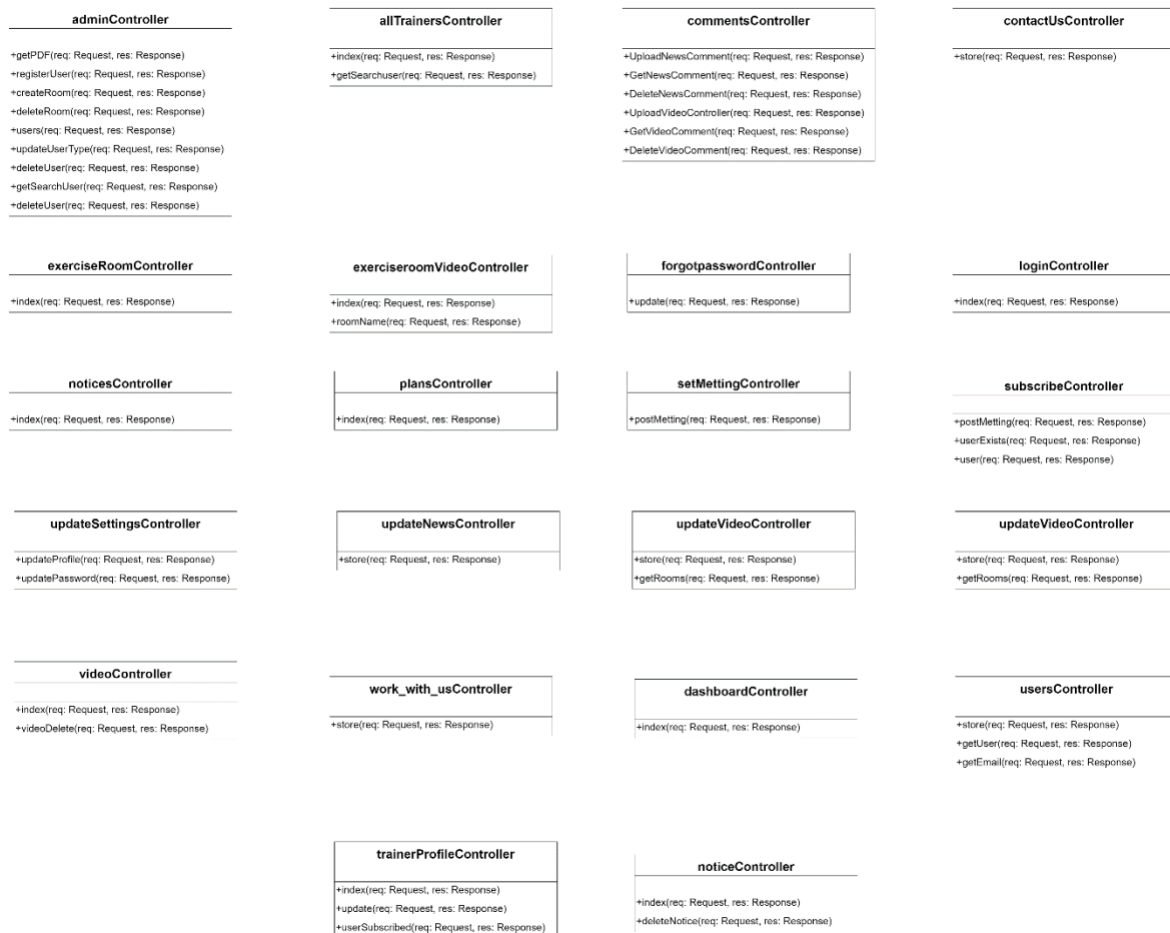 adminController
+getPDF(req: Request, res: Response)
+registerUser(req: Request, res: Response)
+createRoom(req: Request, res: Response)
+deleteRoom(req: Request, res: Response)
+users(req: Request, res: Response)
+updateUserType(req: Request, res: Response)
+deleteUser(req: Request, res: Response)
+getSearchUser(req: Request, res: Response)
+deleteUser(req: Request, res: Response)
allTrainersController
+index(req: Request, res: Response)
+getSearchuser(req: Request, res: Response)
commentsController
+UploadNewsComment(req: Request, res: Response)
+GetNewsComment(req: Request, res: Response)
+DeleteNewsComment(req: Request, res: Response)
+UploadVideoController(req: Request, res: Response)
+GetVideoComment(req: Request, res: Response)
+DeleteVideoComment(req: Request, res: Response)
contactUsController
+store(req: Request, res: Response)
exerciseRoomController
+index(req: Request, res: Response)
exerciseroomVideoController
+index(req: Request, res: Response)
+roomName(req: Request, res: Response)
forgotpasswordController
+update(req: Request, res: Response)
loginController
+index(req: Request, res: Response)
noticesController
+index(req: Request, res: Response)
plansController
+index(req: Request, res: Response)
setMettingController
+postMetting(req: Request, res: Response)
subscribeController
+postMetting(req: Request, res: Response)
+userExists(req: Request, res: Response)
+user(req: Request, res: Response)
updateSettingsController
+updateProfile(req: Request, res: Response)
+updatePassword(req: Request, res: Response)
updateNewsController
+store(req: Request, res: Response)
updateVideoController
+store(req: Request, res: Response)
+getRooms(req: Request, res: Response)
updateVideoController
+store(req: Request, res: Response)
+getRooms(req: Request, res: Response)
videoController
+index(req: Request, res: Response)
+videoDelete(req: Request, res: Response)
work_with_usController
+store(req: Request, res: Response)
dashboardController
+index(req: Request, res: Response)
usersController
+store(req: Request, res: Response)
+getUser(req: Request, res: Response)
+getEmail(req: Request, res: Response)
trainerProfileController
+index(req: Request, res: Response)
+update(req: Request, res: Response)
+userSubscribed(req: Request, res: Response)
noticeController
+index(req: Request, res: Response)
+deleteNotice(req: Request, res: Response)